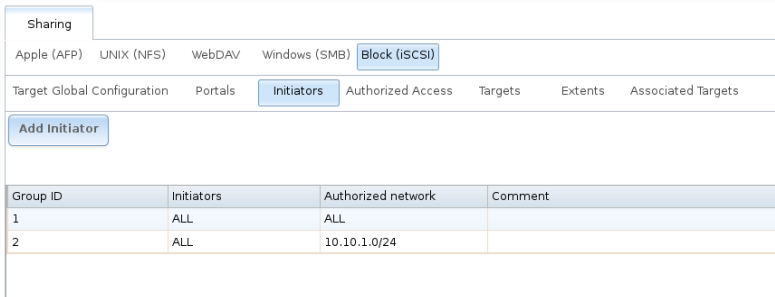 Sharing
Apple (AFP) UNIX (NFS) WebDAV Windows (SMB) Block (iSCSI)
Target Global Configuration Portals Initiators Authorized Access Targets Extents Associated Targets
Add Initiator
Group ID Initiators Authorized network Comment
1 ALL ALL
2 ALL 10.10.1.0/24